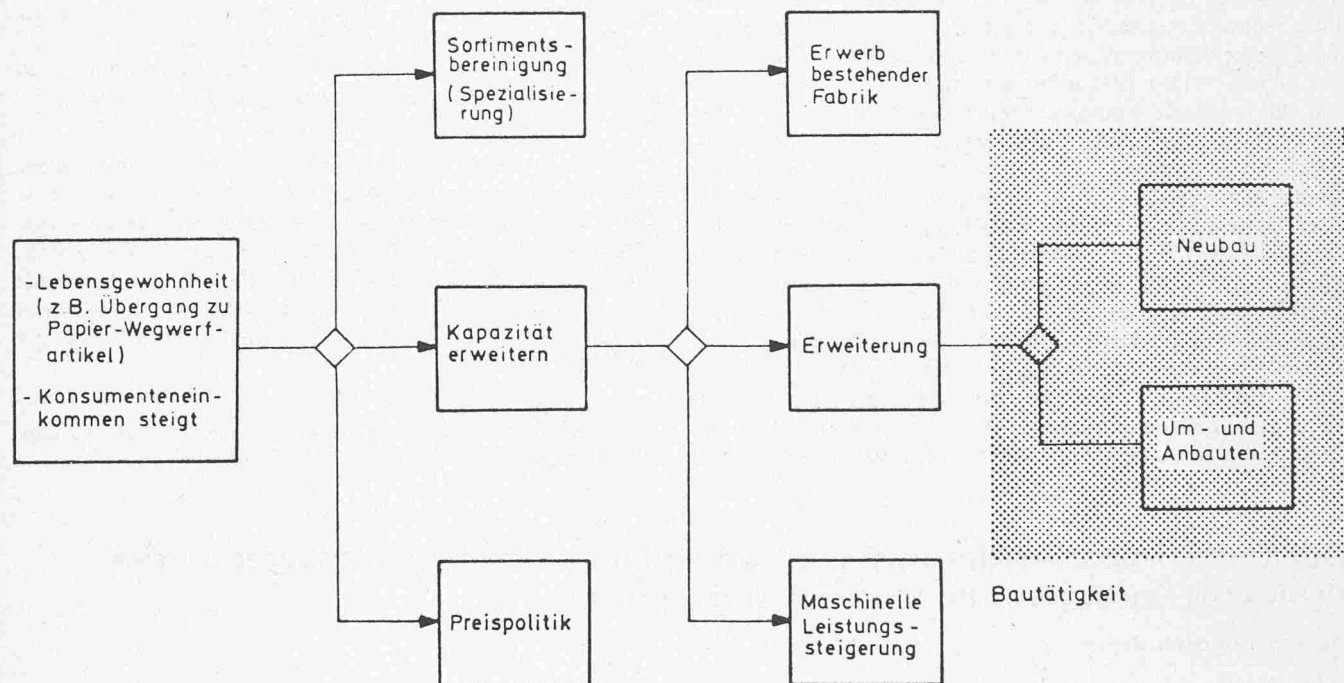 Sortiments-
bereinigung
(Spezialisie-
rung)
Erwerb
bestehender
Fabrik
-Lebensgewohnheit
(z.B. Übergang zu
Papier-Wegwerf-
artikel)
- Konsumentenein-
kommen steigt
Kapazität
erweitern
Erweiterung
Neubau
Um- und
Anbauten
Preispolitik
Maschinelle
Leistungs-
steigerung
Bautätigkeit